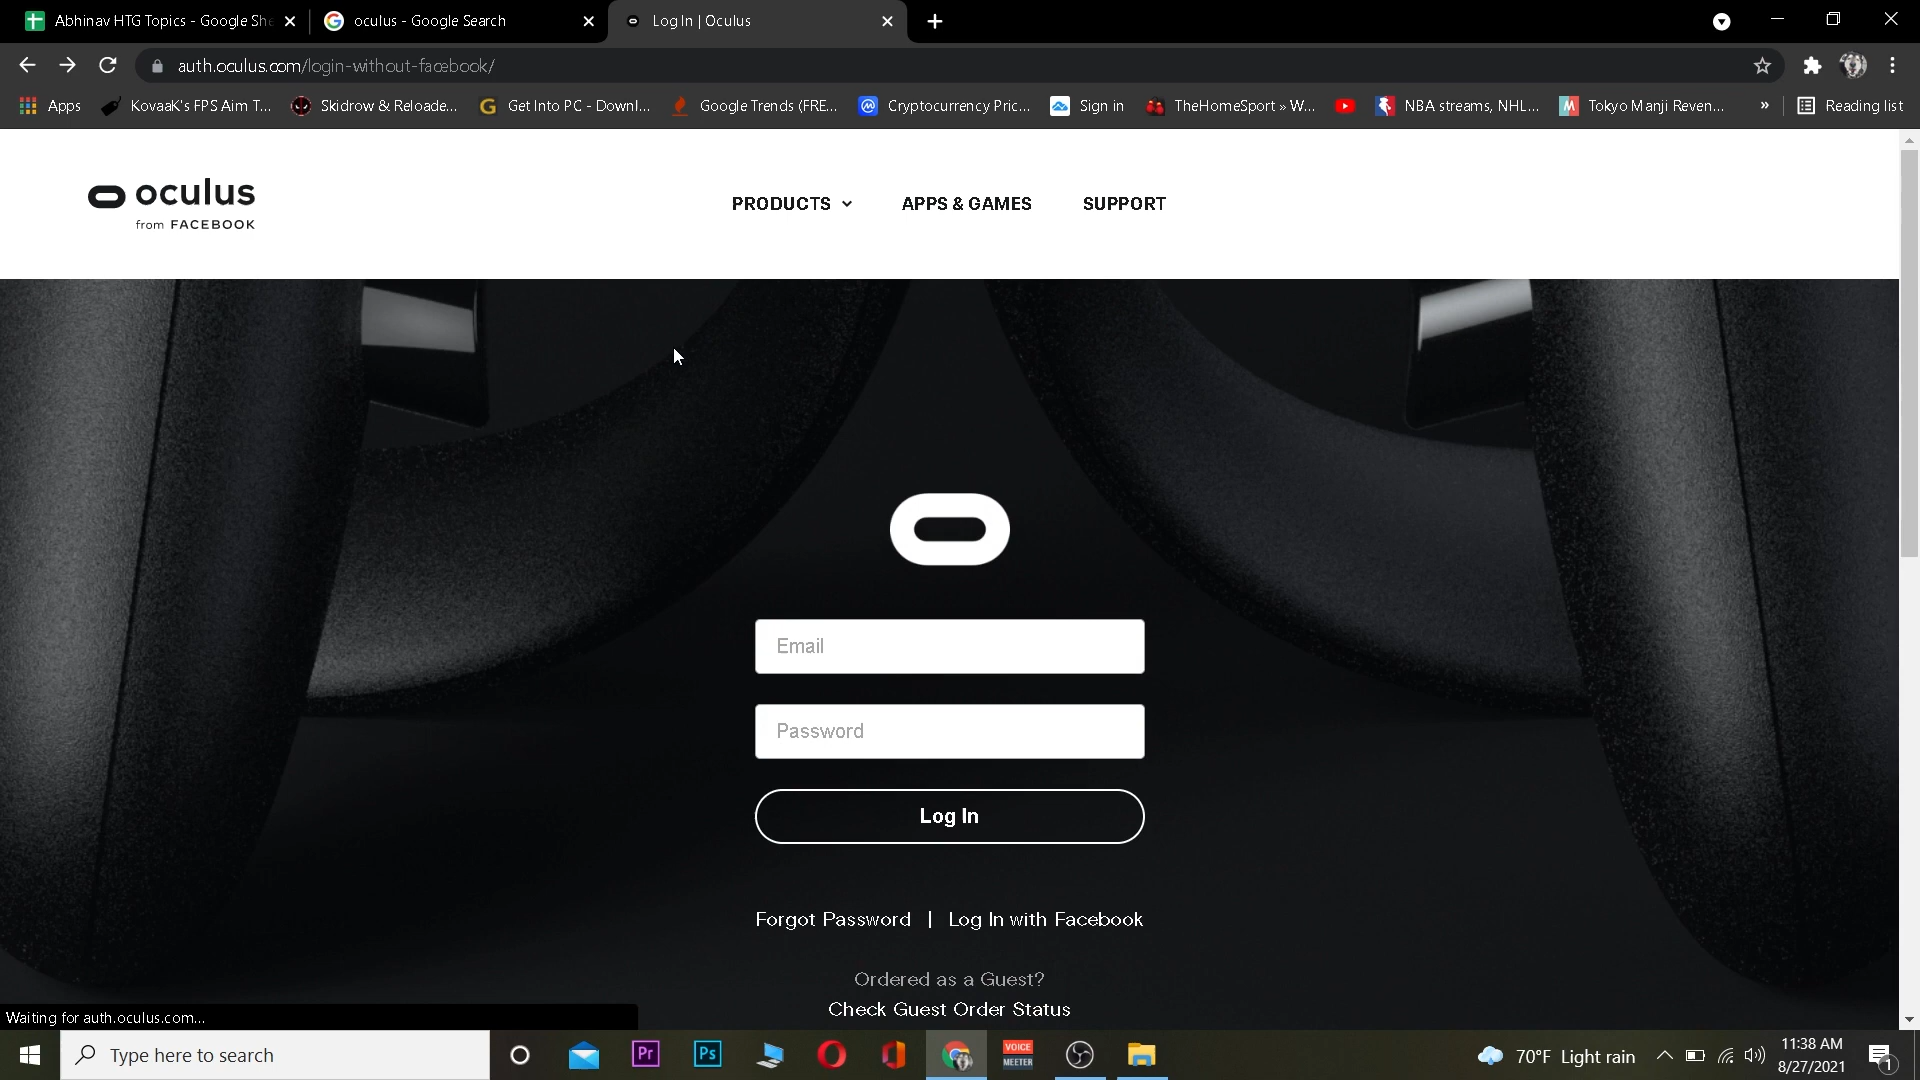 Abhinav HTG Topics - Google She
oculus - Google Search
Log In | Oculus
auth.oculus.com/login-without-facebook/
Apps
KovaaK's FPS Aim T...
Skidrow & Reloade...
Get Into PC - Downl...
Google Trends (FRE...
Cryptocurrency Pric...
Sign in
TheHomeSport » W...
NBA streams, NHL...
Tokyo Manji Reven...
»
Reading list
oculus
from FACEBOOK
PRODUCTS
APPS & GAMES
SUPPORT
Email
Password
Log In
Forgot Password | Log In with Facebook
Ordered as a Guest?
Check Guest Order Status
Waiting for auth.oculus.com...
Type here to search
Pr
Ps
VOICE
MEETER
70°F Light rain
11:38 AM
8/27/2021
1